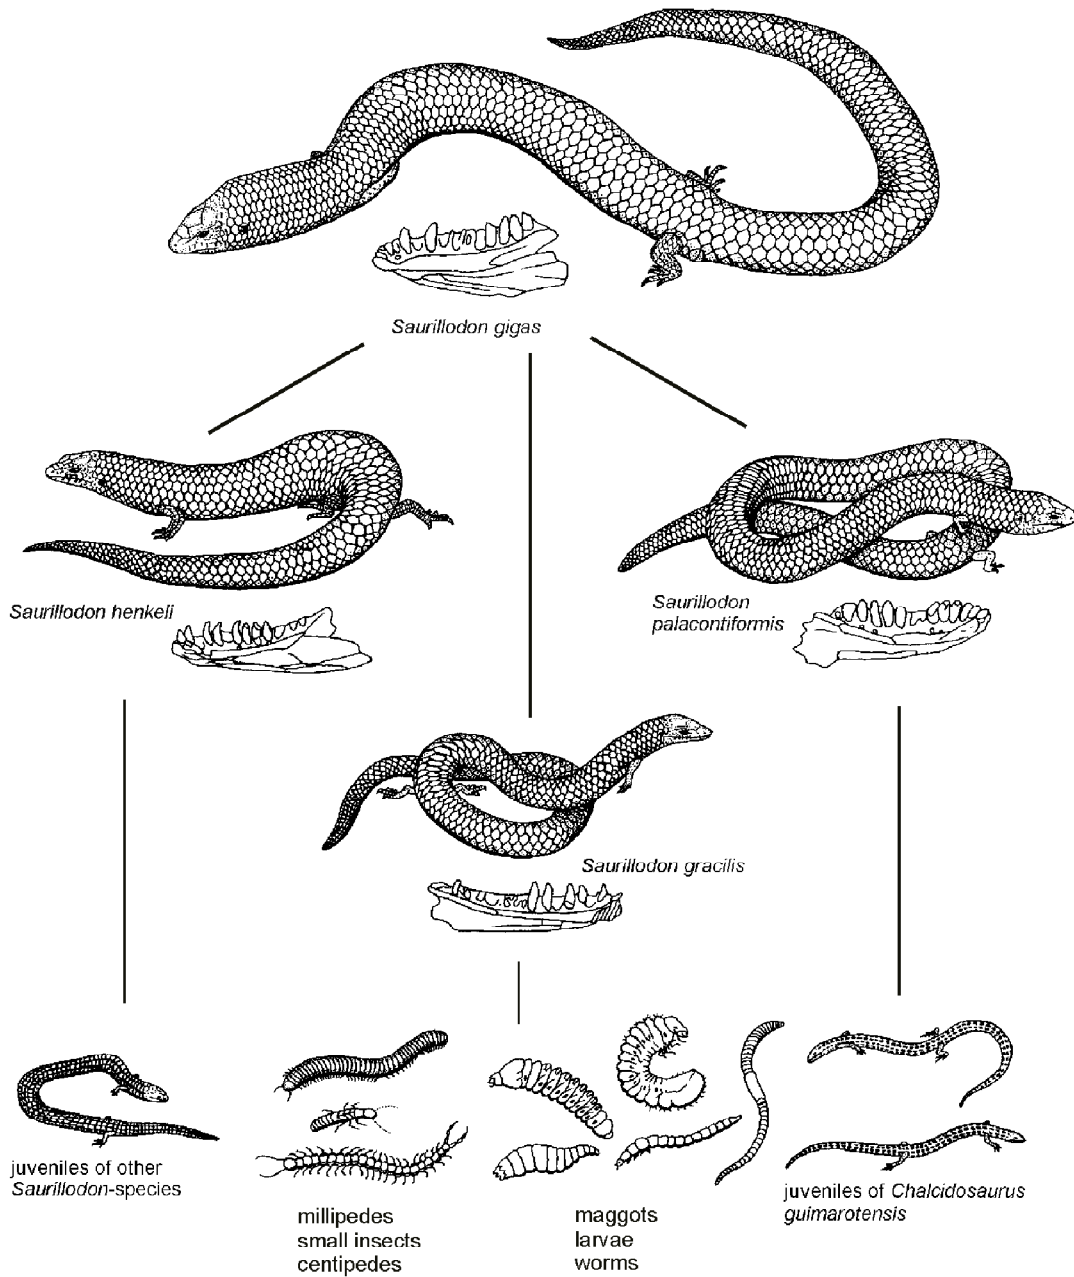 Saurillodon gigas
Saurillodon henkeli
Saurillodon
palacontiformis
Saurillodon gracilis
juveniles of other
Saurillodon-species
millipedes
small insects
centipedes
maggots
larvae
worms
juveniles of Chalcidosaurus
guimarotensis